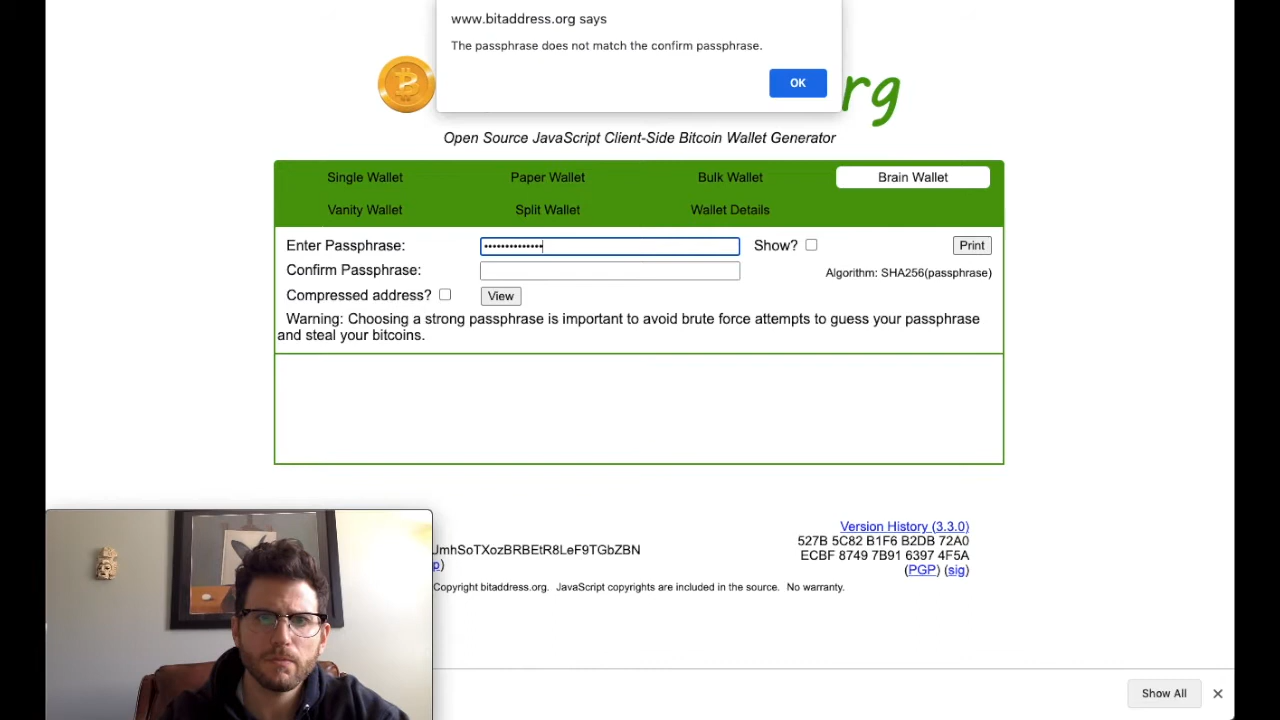 www.bitaddress.org says
The passphrase does not match the confirm passphrase.
OK
rg
Open Source JavaScript Client-Side Bitcoin Wallet Generator
Single Wallet Paper Wallet Bulk Wallet Brain Wallet
Vanity Wallet Split Wallet Wallet Details
Enter Passphrase: •••••••••••••• Show? Print
Confirm Passphrase: Algorithm: SHA256(passphrase)
Compressed address? View
Warning: Choosing a strong passphrase is important to avoid brute force attempts to guess your passphrase
and steal your bitcoins.
Version History (3.3.0)
527B 5C82 B1F6 B2DB 72A0
UmhSoTXozBRBEtR8LeF9TGbZBN ECBF 8749 7B91 6397 4F5A
p) (PGP) (sig)
Copyright bitaddress.org. JavaScript copyrights are included in the source. No warranty.
Show All